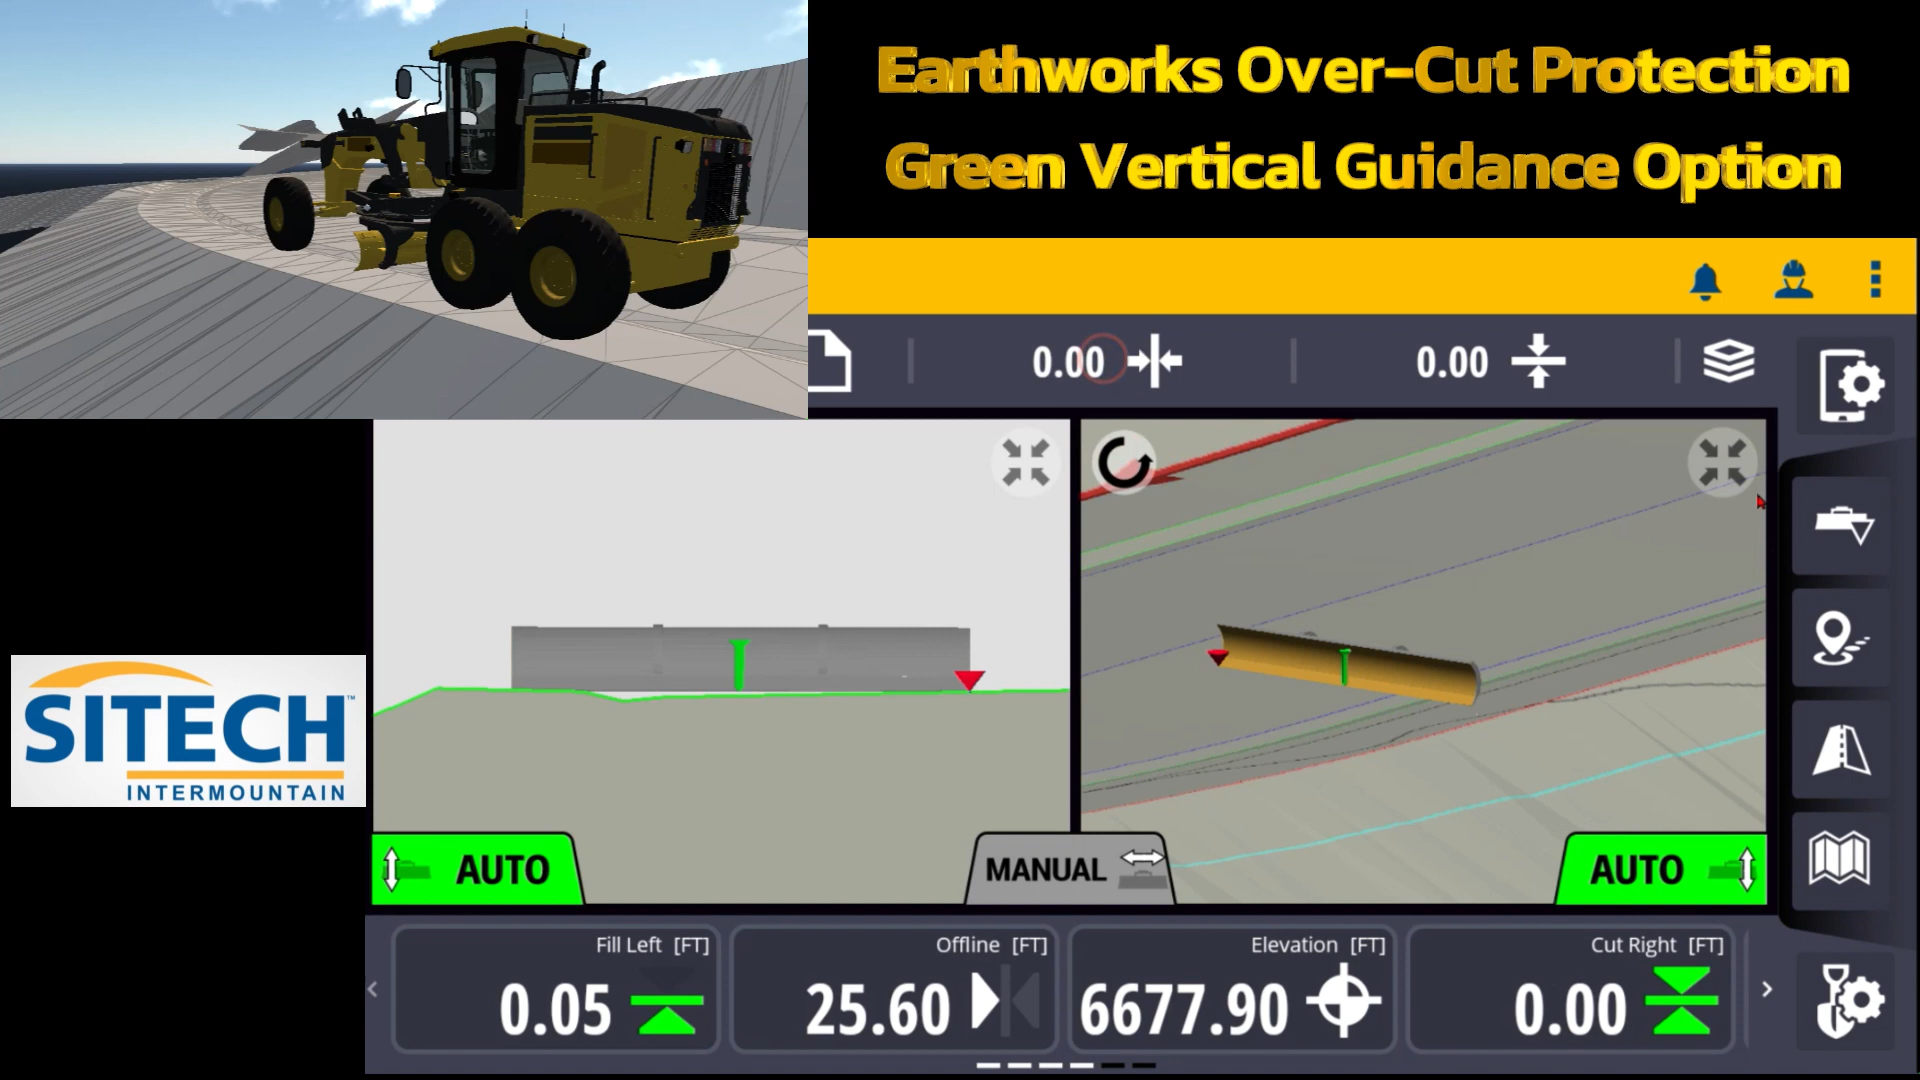 Earthworks Over-Cut Protection
Green Vertical Guidance Option
0.00
0.00
SITECH™
INTERMOUNTAIN
AUTO
MANUAL
AUTO
Fill Left [FT]
0.05
Offline [FT]
25.60
Elevation [FT]
6677.90
Cut Right [FT]
0.00